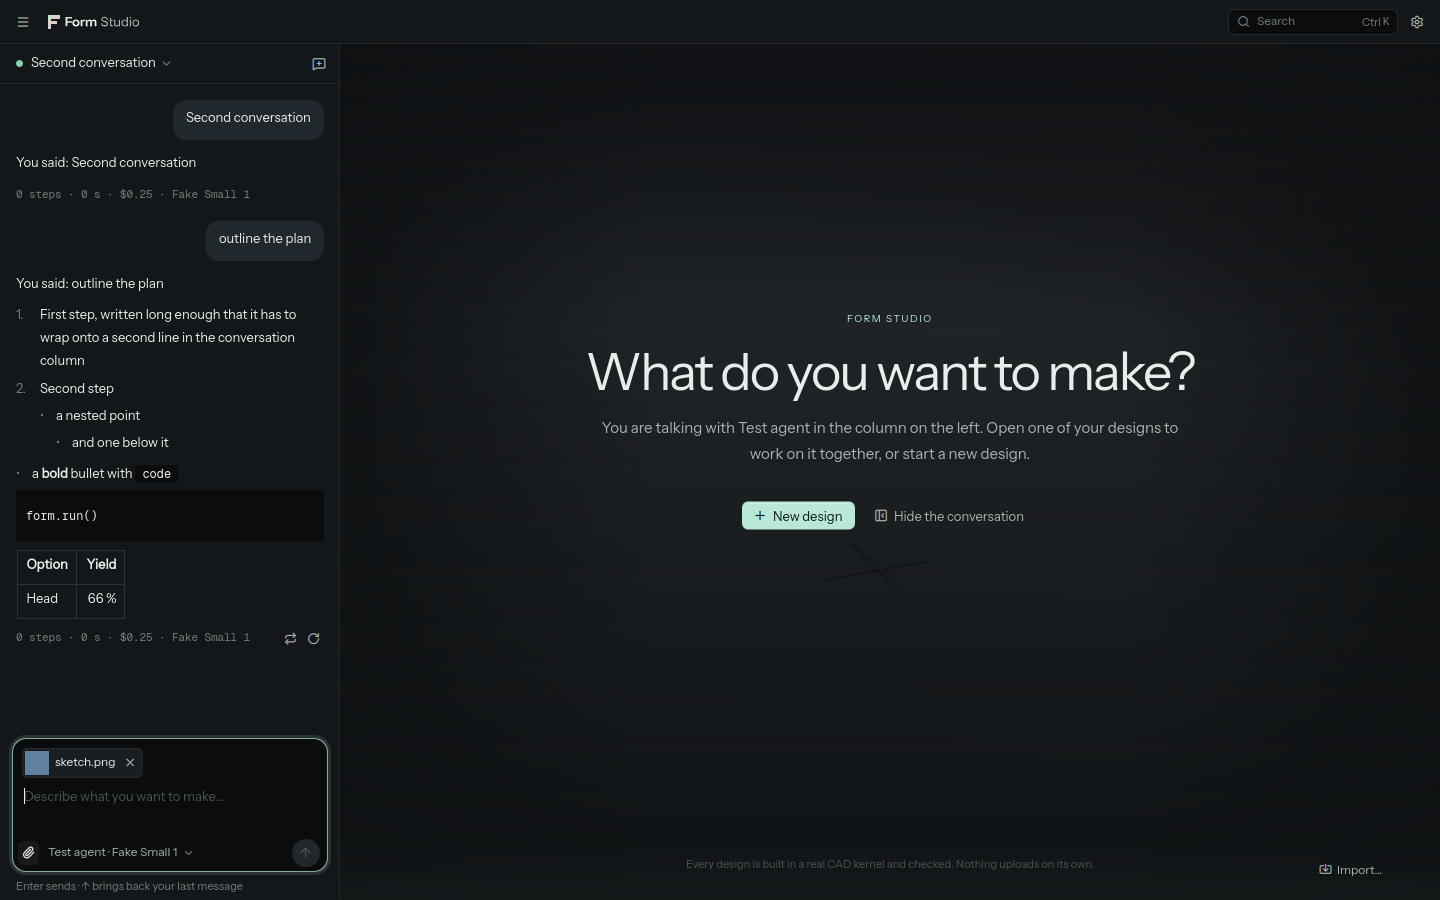 Form Studio
Search
Ctrl K
Second conversation
Second conversation
You said: Second conversation
0 steps · 0 s · $0.25 · Fake Small 1
outline the plan
You said: outline the plan
1. First step, written long enough that it has to
wrap onto a second line in the conversation
column
2. Second step
· a nested point
· and one below it
· a bold bullet with code
form.run()
Option Yield
Head 66 %
0 steps · 0 s · $0.25 · Fake Small 1
sketch.png
Describe what you want to make…
Test agent · Fake Small 1
Enter sends · ↑ brings back your last message
FORM STUDIO
What do you want to make?
You are talking with Test agent in the column on the left. Open one of your designs to
work on it together, or start a new design.
New design
Hide the conversation
Every design is built in a real CAD kernel and checked. Nothing uploads on its own.
Import…